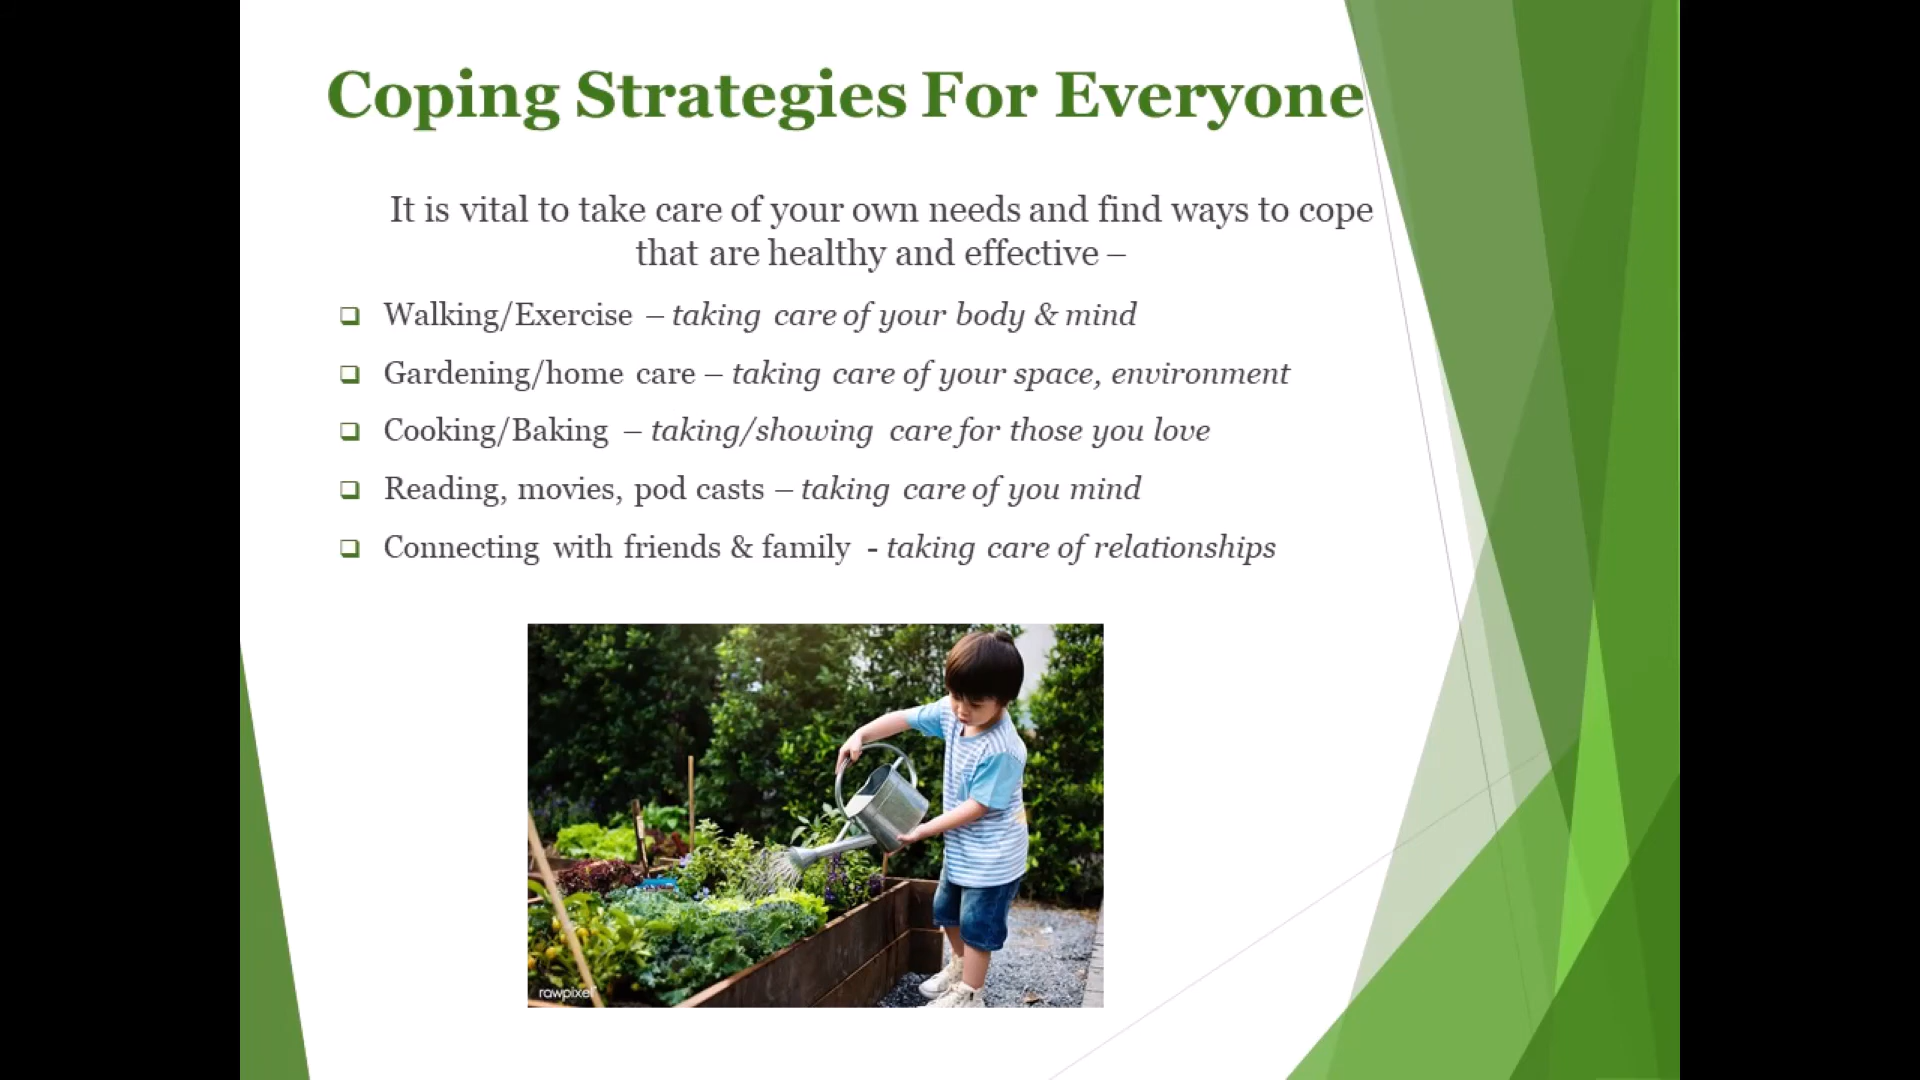 Coping Strategies For Everyone
It is vital to take care of your own needs and find ways to cope
that are healthy and effective –
Walking/Exercise – taking care of your body & mind
Gardening/home care – taking care of your space, environment
Cooking/Baking – taking/showing care for those you love
Reading, movies, pod casts – taking care of you mind
Connecting with friends & family - taking care of relationships
rawpixel